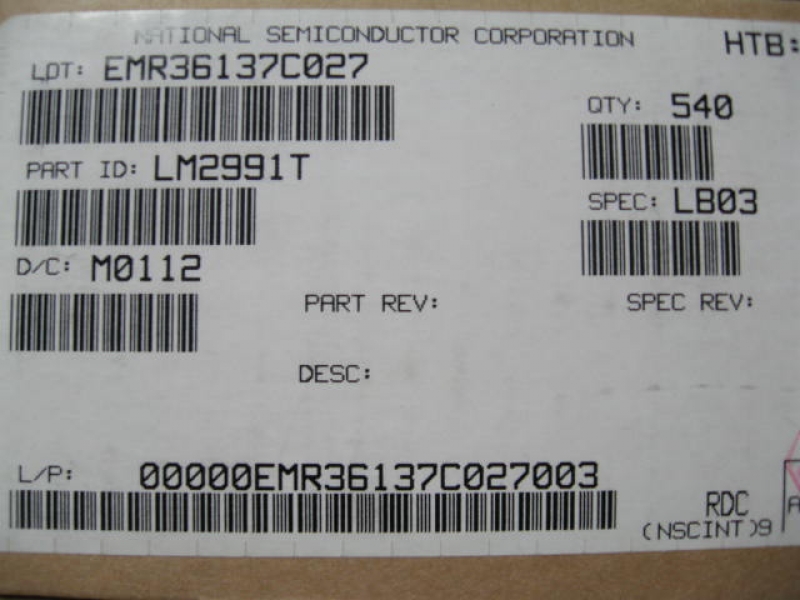 NATIONAL SEMICONDUCTOR CORPORATION
HTB:
LOT: EMR36137C027
QTY: 540
PART ID: LM2991T
SPEC: LB03
D/C: M0112
PART REV:
SPEC REV:
DESC:
L/P: 00000EMR36137C027003
RDC
(NSCINT)9